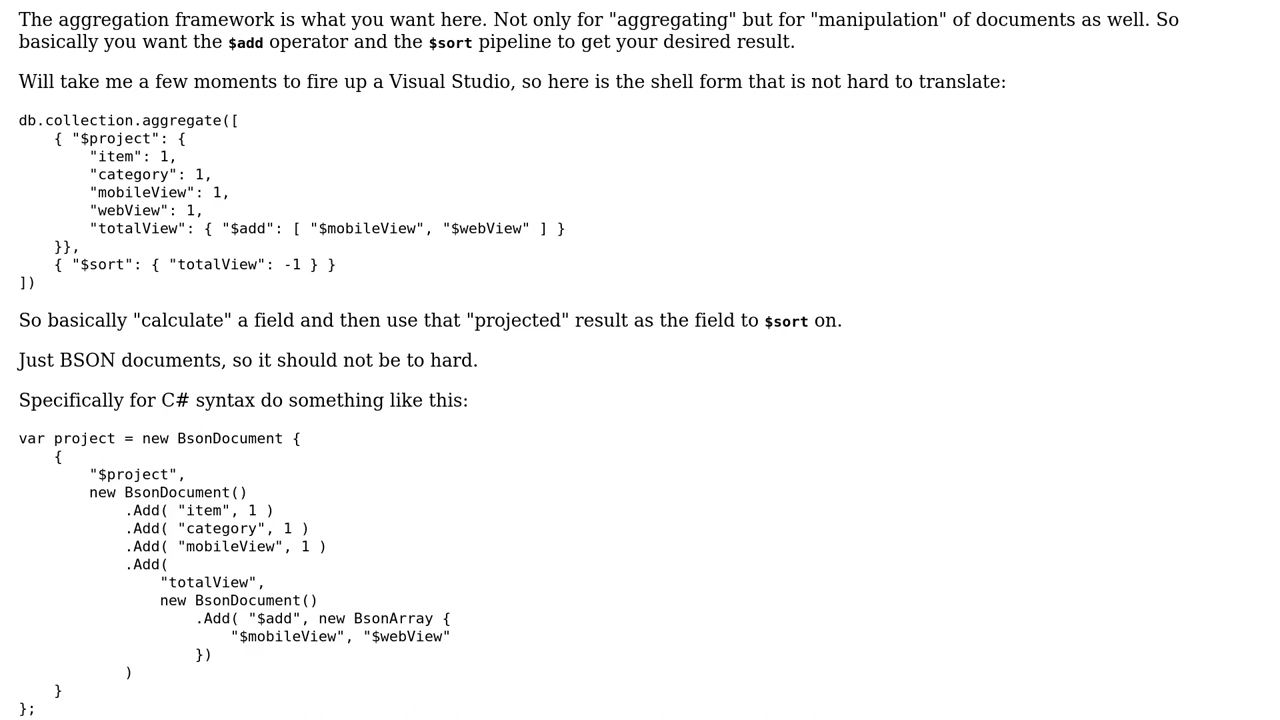 The aggregation framework is what you want here. Not only for "aggregating" but for "manipulation" of documents as well. So
basically you want the $add operator and the $sort pipeline to get your desired result.
Will take me a few moments to fire up a Visual Studio, so here is the shell form that is not hard to translate:
db.collection.aggregate([
    { "$project": {
        "item": 1,
        "category": 1,
        "mobileView": 1,
        "webView": 1,
        "totalView": { "$add": [ "$mobileView", "$webView" ] }
    }},
    { "$sort": { "totalView": -1 } }
])
So basically "calculate" a field and then use that "projected" result as the field to $sort on.
Just BSON documents, so it should not be to hard.
Specifically for C# syntax do something like this:
var project = new BsonDocument {
    {
        "$project",
        new BsonDocument()
            .Add( "item", 1 )
            .Add( "category", 1 )
            .Add( "mobileView", 1 )
            .Add(
                "totalView",
                new BsonDocument()
                    .Add( "$add", new BsonArray {
                        "$mobileView", "$webView"
                    })
            )
    }
};